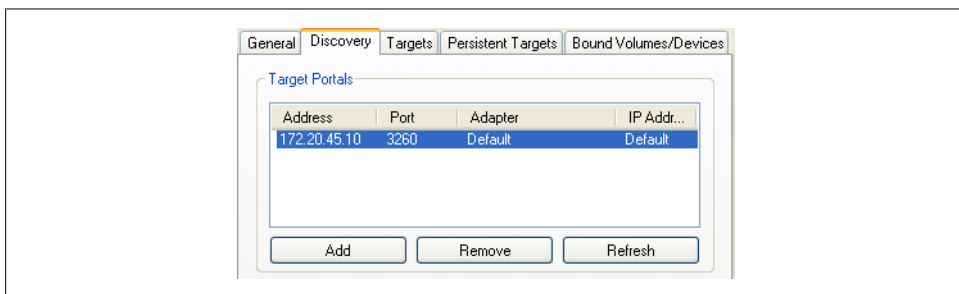 General Discovery Targets Persistent Targets Bound Volumes/Devices
Target Portals
Address Port Adapter IP Addr...
172.20.45.10 3260 Default Default
Add Remove Refresh